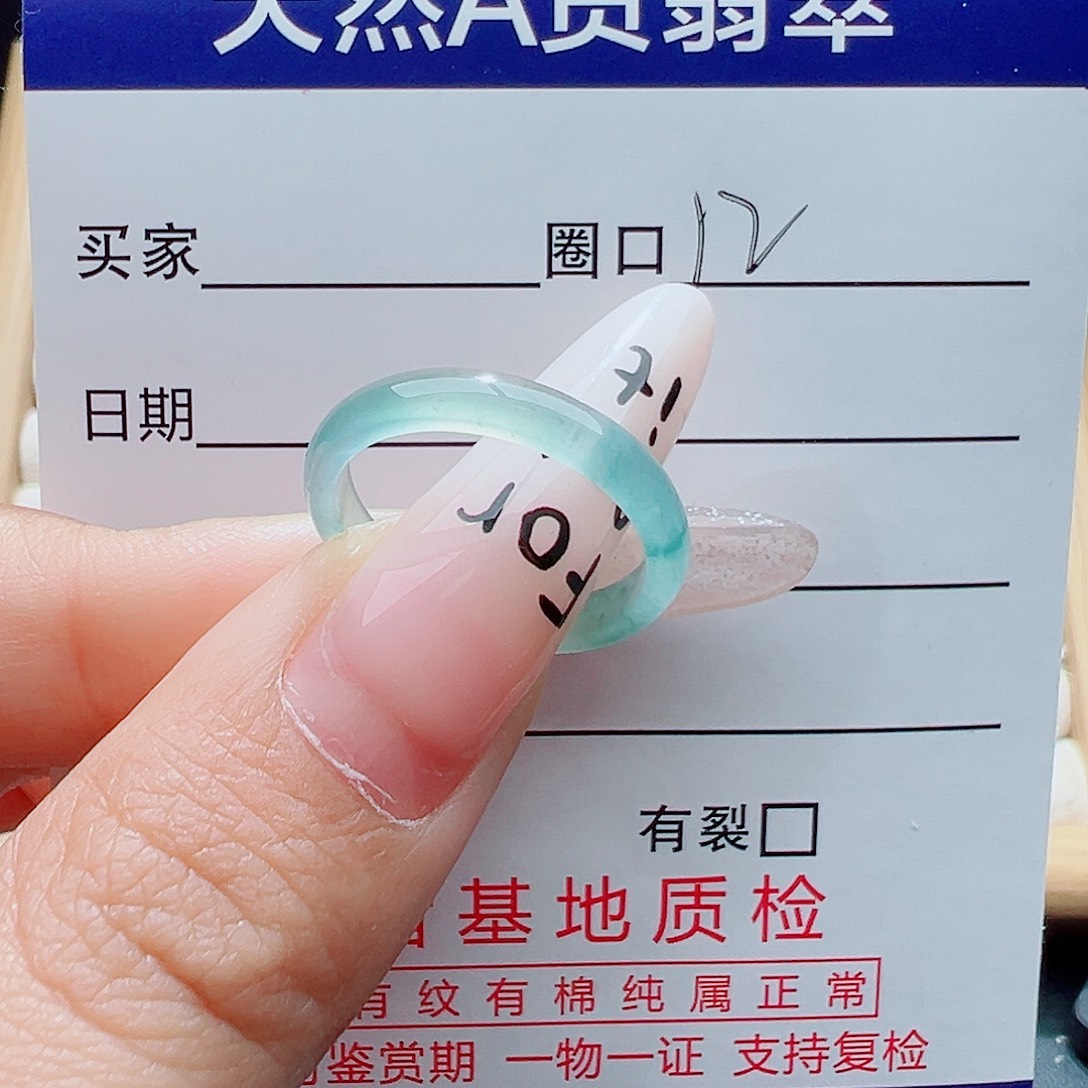 天然A货翡翠
买家 圈口 12
日期
有裂
基地质检
有纹有棉纯属正常
鉴赏期 一物一证 支持复检